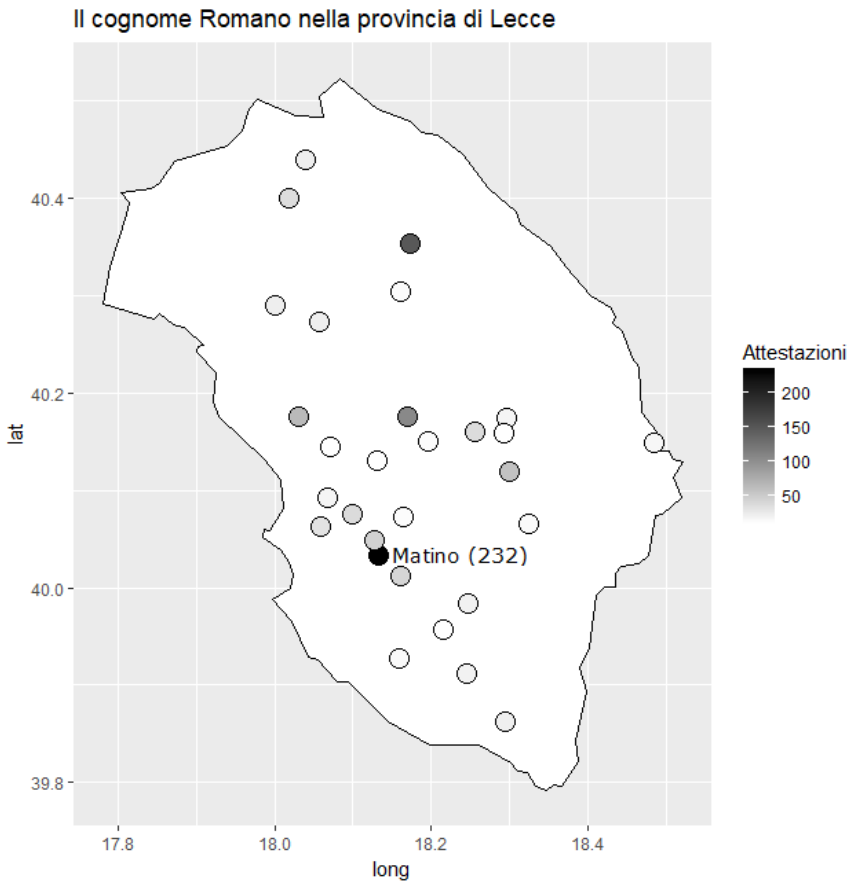 Il cognome Romano nella provincia di Lecce
40.4
40.2
40.0
39.8
lat
Matino (232)
17.8
18.0
18.2
18.4
long
Attestazioni
200
150
100
50